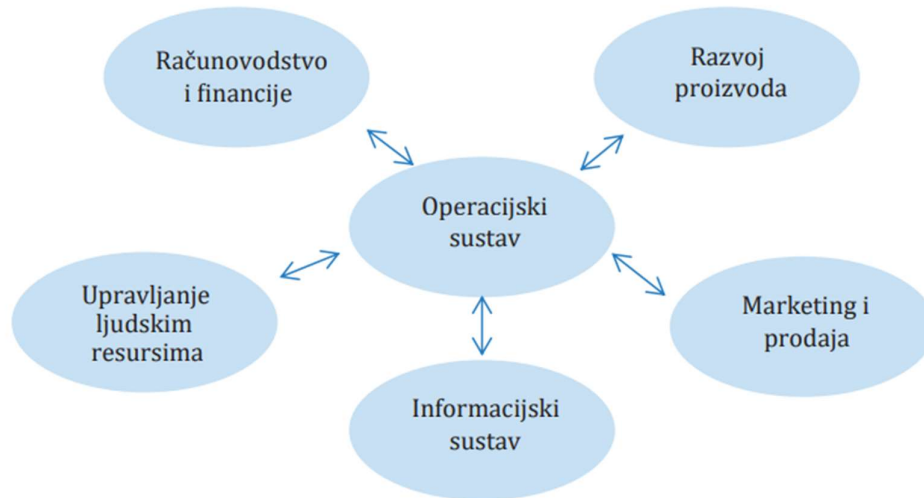 Računovodstvo
i financije
Razvoj
proizvoda
Operacijski
sustav
Upravljanje
ljudskim
resursima
Marketing i
prodaja
Informacijski
sustav